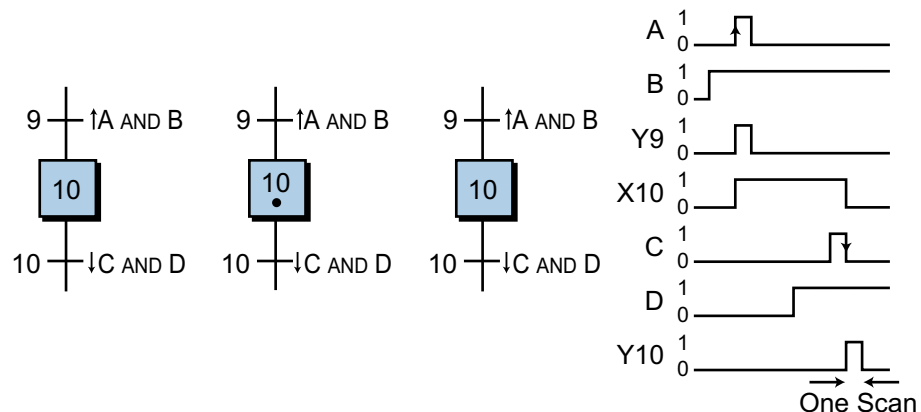 9 ↑A AND B
10
10 ↓C AND D
9 ↑A AND B
10
10 ↓C AND D
9 ↑A AND B
10
10 ↓C AND D
A 1
0
B 1
0
Y9 1
0
X10 1
0
C 1
0
D 1
0
Y10 1
0
One Scan